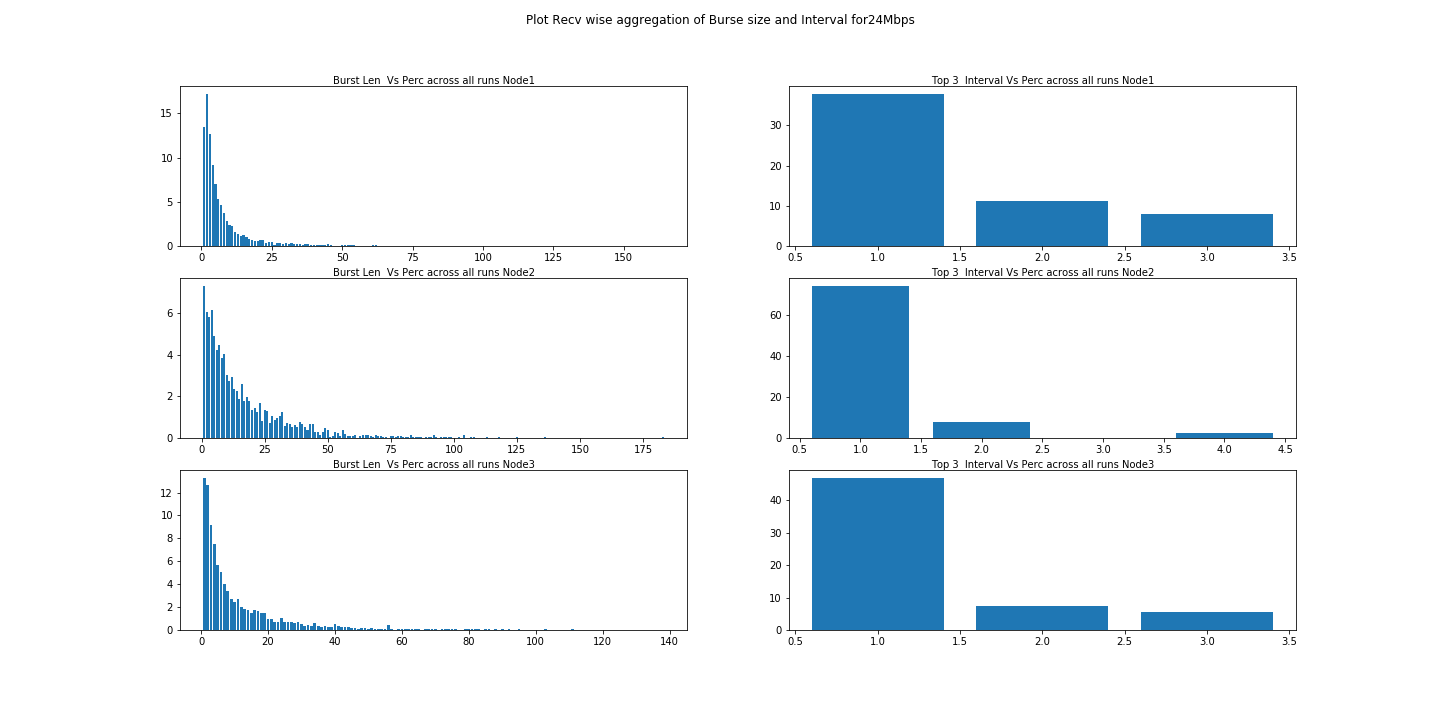 Plot Recv wise aggregation of Burse size and Interval for24Mbps
Burst Len  Vs Perc across all runs Node1
15
10
5
0
0 25 50 75 100 125 150
Top 3  Interval Vs Perc across all runs Node1
30
20
10
0
0.5 1.0 1.5 2.0 2.5 3.0 3.5
Burst Len  Vs Perc across all runs Node2
6
4
2
0
0 25 50 75 100 125 150 175
Top 3  Interval Vs Perc across all runs Node2
60
40
20
0
0.5 1.0 1.5 2.0 2.5 3.0 3.5 4.0 4.5
Burst Len  Vs Perc across all runs Node3
12
10
8
6
4
2
0
0 20 40 60 80 100 120 140
Top 3  Interval Vs Perc across all runs Node3
40
30
20
10
0
0.5 1.0 1.5 2.0 2.5 3.0 3.5